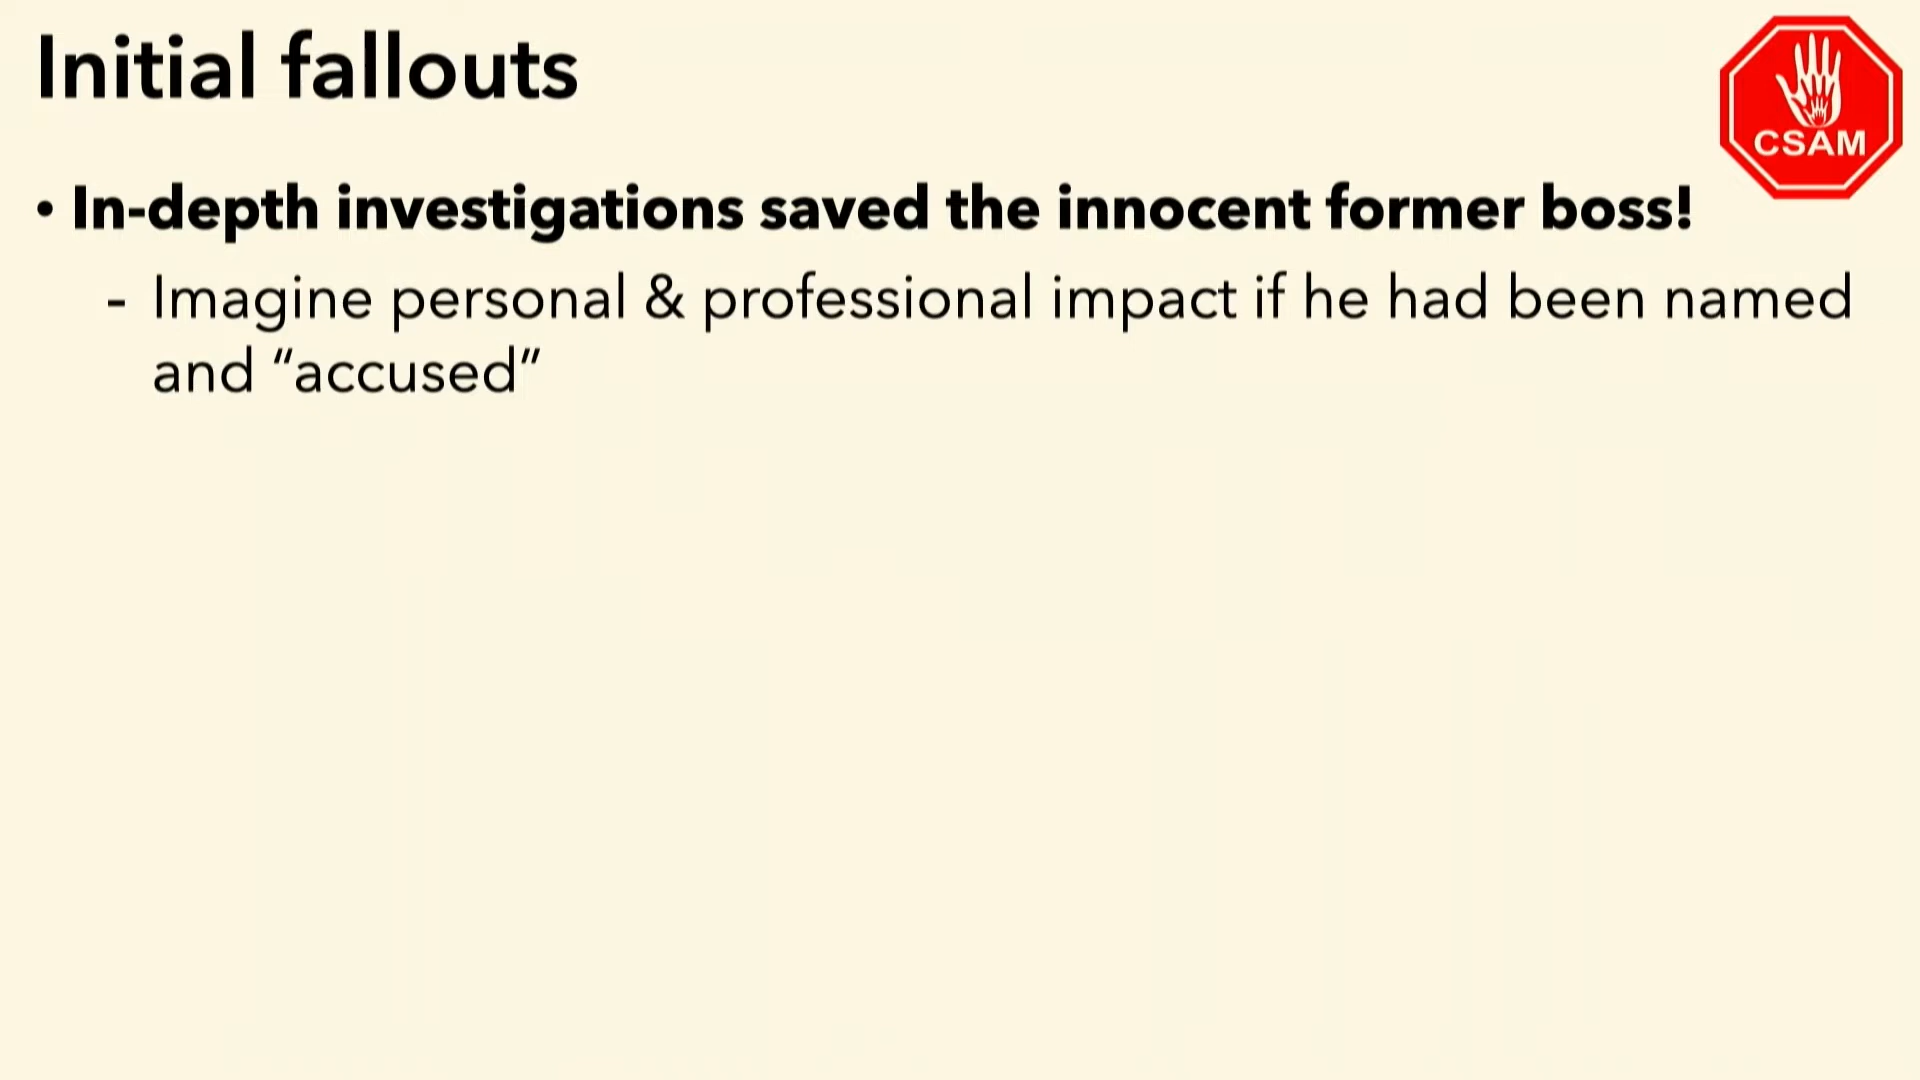 Initial fallouts
CSAM
• In-depth investigations saved the innocent former boss!
- Imagine personal & professional impact if he had been named
and “accused”